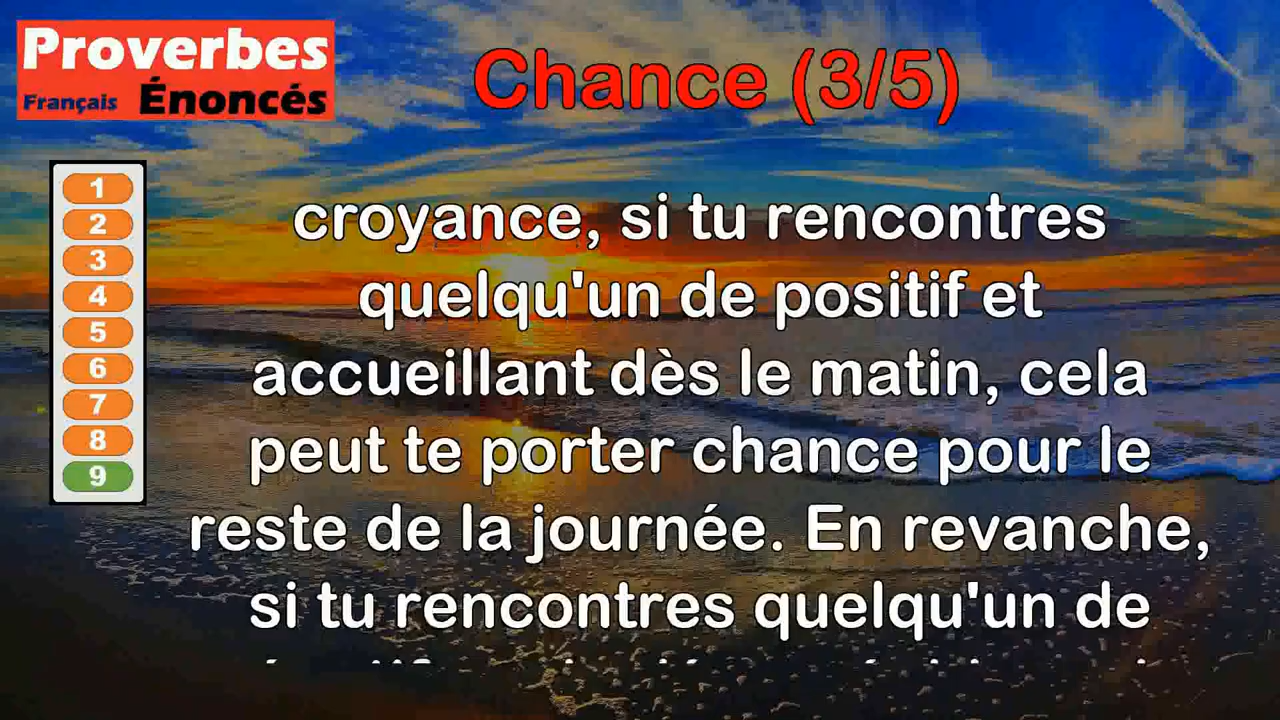 Proverbes
Français Énoncés
Chance (3/5)
1
2
3
4
5
6
7
8
9
croyance, si tu rencontres
quelqu'un de positif et
accueillant dès le matin, cela
peut te porter chance pour le
reste de la journée. En revanche,
si tu rencontres quelqu'un de